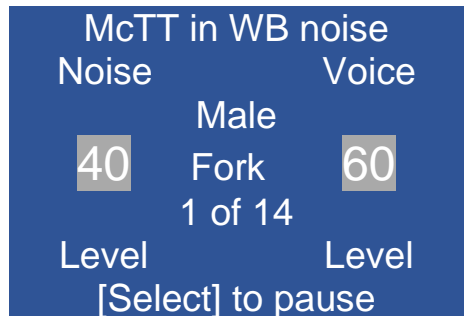 McTT in WB noise
Noise Voice
Male
40 Fork 60
1 of 14
Level Level
[Select] to pause